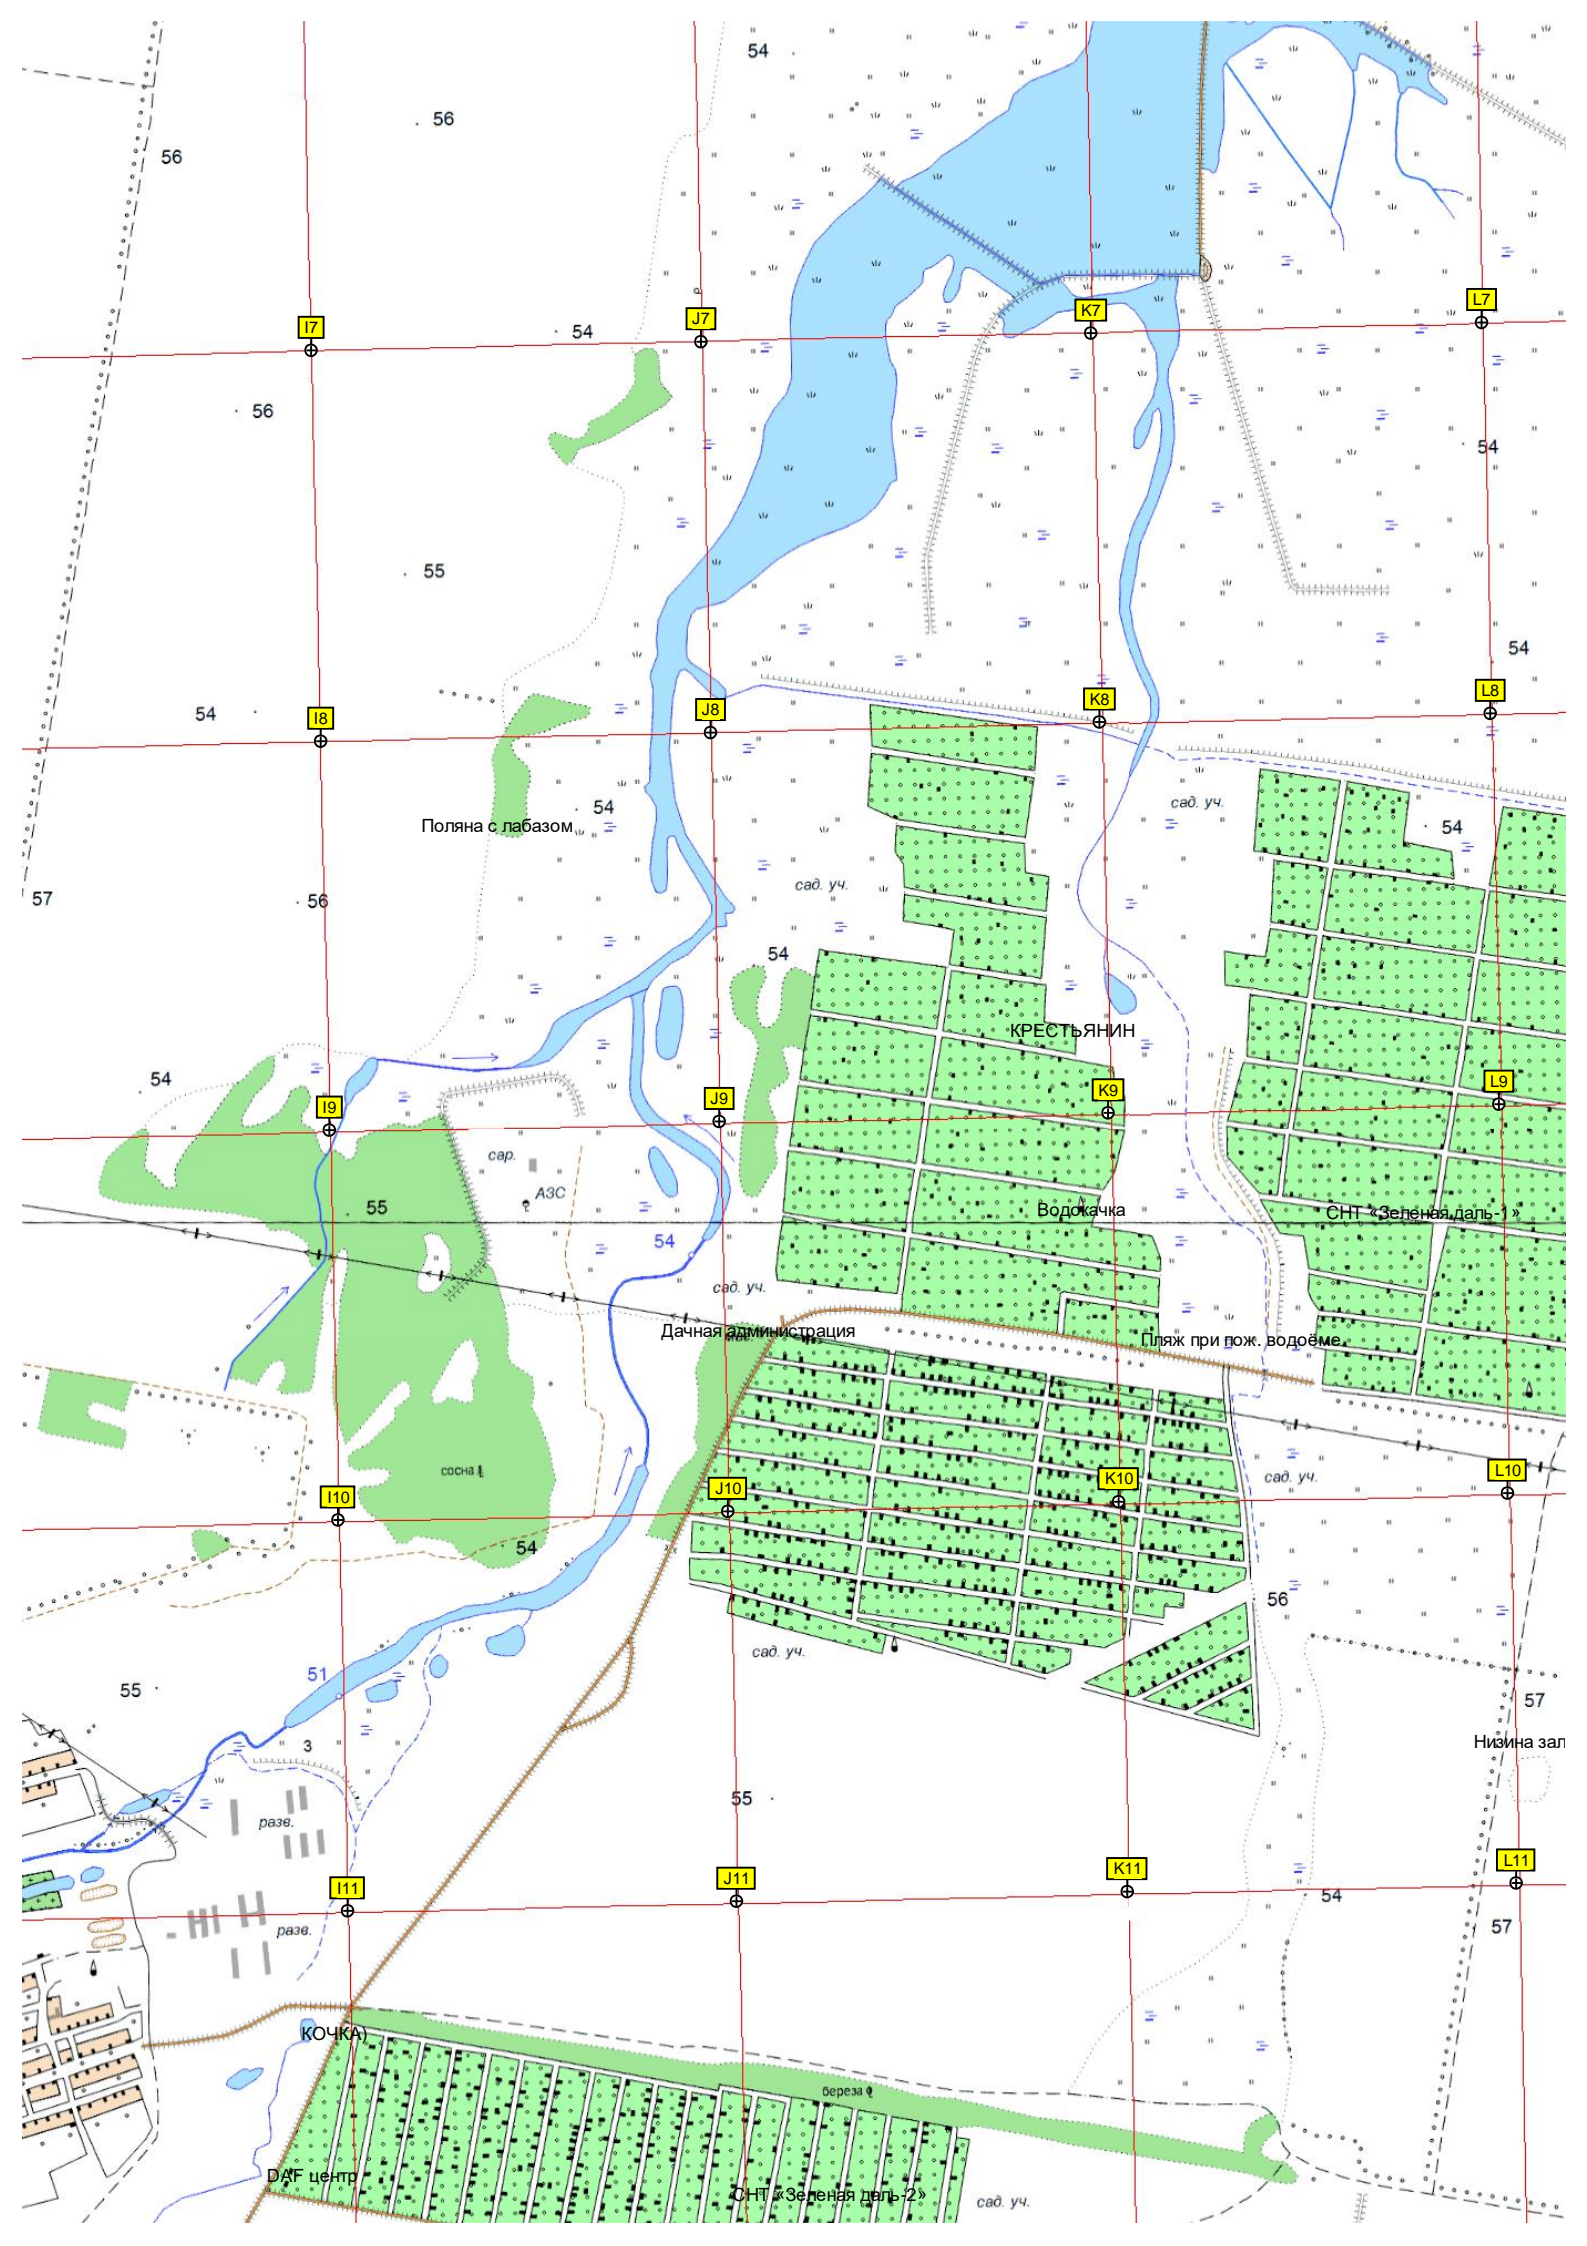 54
56
56
I7
54
J7
K7
L7
56
54
55
54
54
I8
J8
K8
L8
54
сад. уч.
54
Поляна с лабазом
57
56
сад. уч.
54
КРЕСТЬЯНИН
54
I9
J9
K9
L9
сар.
АЗС
55
Водокачка
СНТ «Зеленая даль-1»
54
сад. уч.
Дачная администрация
Пляж при пож. водоёме
сосна
I10
J10
K10
сад. уч.
L10
54
56
сад. уч.
51
55
57
3
Низина зал
55
разв.
I11
J11
K11
L11
54
разв.
57
КОЧКА)
береза
DAF центр
СНТ «Зеленая даль-2»
сад. уч.